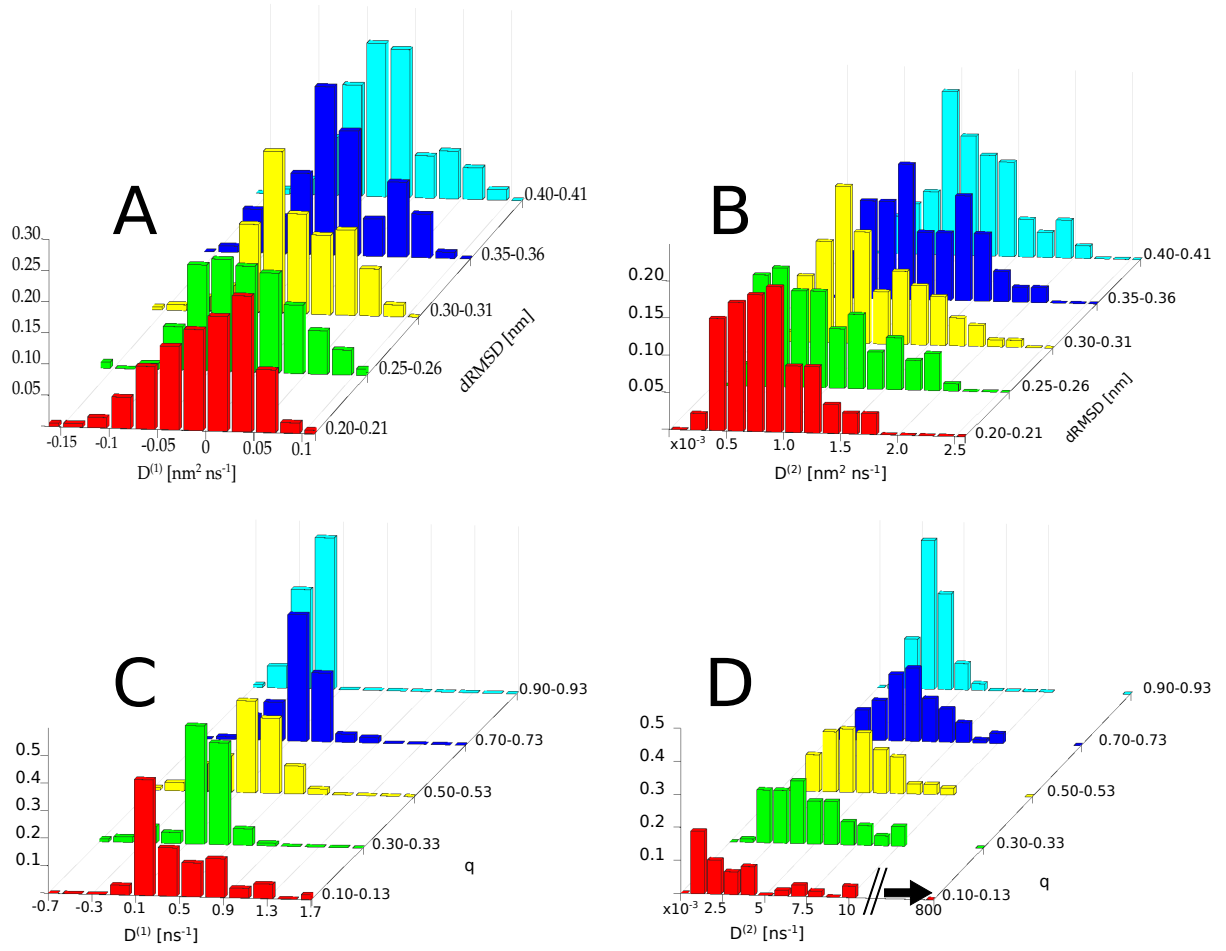 A
0.30
0.25
0.20
0.15
0.10
0.05
-0.15 -0.1 -0.05 0 0.05 0.1
D(1) [nm² ns⁻¹]
0.40-0.41
0.35-0.36
0.30-0.31
0.25-0.26
0.20-0.21
dRMSD [nm]
B
0.20
0.15
0.10
0.05
x10⁻³ 0.5 1.0 1.5 2.0 2.5
D(2) [nm² ns⁻¹]
0.40-0.41
0.35-0.36
0.30-0.31
0.25-0.26
0.20-0.21
dRMSD [nm]
C
0.5
0.4
0.3
0.2
0.1
-0.7 -0.3 0.1 0.5 0.9 1.3 1.7
D(1) [ns⁻¹]
0.90-0.93
0.70-0.73
0.50-0.53
0.30-0.33
0.10-0.13
q
D
0.5
0.4
0.3
0.2
0.1
0
x10⁻³ 2.5 5 7.5 10 800
D(2) [ns⁻¹]
0.90-0.93
0.70-0.73
0.50-0.53
0.30-0.33
0.10-0.13
q